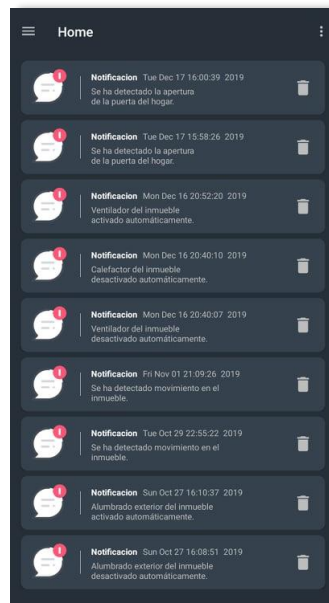 Home
Notificacion Tue Dec 17 16:00:39 2019
Se ha detectado la apertura
de la puerta del hogar.
Notificacion Tue Dec 17 15:58:26 2019
Se ha detectado la apertura
de la puerta del hogar.
Notificacion Mon Dec 16 20:52:20 2019
Ventilador del inmueble
activado automáticamente.
Notificacion Mon Dec 16 20:40:10 2019
Calefactor del inmueble
desactivado automáticamente.
Notificacion Mon Dec 16 20:40:07 2019
Ventilador del inmueble
desactivado automáticamente.
Notificacion Fri Nov 01 21:09:26 2019
Se ha detectado movimiento en el
inmueble.
Notificacion Tue Oct 29 22:55:22 2019
Se ha detectado movimiento en el
inmueble.
Notificacion Sun Oct 27 16:10:37 2019
Alumbrado exterior del inmueble
activado automáticamente.
Notificacion Sun Oct 27 16:08:51 2019
Alumbrado exterior del inmueble
desactivado automáticamente.